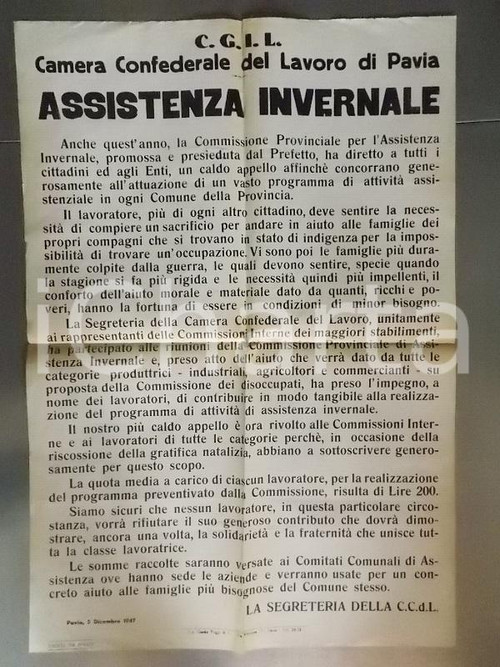 C. G. I. L.
Camera Confederale del Lavoro di Pavia
ASSISTENZA INVERNALE
Anche quest'anno, la Commissione Provinciale per l'Assistenza
Invernale, promossa e presieduta dal Prefetto, ha diretto a tutti i
cittadini ed agli Enti, un caldo appello affinchè concorrano gene-
rosamente all'attuazione di un vasto programma di attività assi-
stenziale in ogni Comune della Provincia.
Il lavoratore, più di ogni altro cittadino, deve sentire la neces-
sità di compiere un sacrificio per andare in aiuto alle famiglie dei
propri compagni che si trovano in stato di indigenza per la impos-
sibilità di trovare un'occupazione. Vi sono poi le famiglie più dura-
mente colpite dalla guerra, le quali devono sentire, specie quando
la stagione si fa più rigida e le necessità quindi più impellenti, il
conforto dell'aiuto morale e materiale dato da quanti, ricchi e po-
veri, hanno la fortuna di essere in condizioni di minor bisogno.
La Segreteria della Camera Confederale del Lavoro, unitamente
ai rappresentanti delle Commissioni Interne dei maggiori stabilimenti,
ha partecipato alle riunioni della Commissione Provinciale di Assi-
stenza Invernale e, preso atto dell'aiuto che verrà dato da tutte le
categorie produttrici - industriali, agricoltori e commercianti - su
proposta della Commissione dei disoccupati, ha preso l'impegno, a
nome dei lavoratori, di contribuire in modo tangibile alla realizza-
zione del programma di attività di assistenza invernale.
Il nostro più caldo appello è ora rivolto alle Commissioni Inter-
ne e ai lavoratori di tutte le categorie perchè, in occasione della
riscossione della gratifica natalizia, abbiano a sottoscrivere genero-
samente per questo scopo.
La quota media a carico di ciascun lavoratore, per la realizzazione
del programma preventivato dalla Commissione, risulta di Lire 200.
Siamo sicuri che nessun lavoratore, in questa particolare circo-
stanza, vorrà rifiutare il suo generoso contributo che dovrà dimo-
strare, ancora una volta, la solidarietà e la fraternità che unisce tut-
ta la classe lavoratrice.
Le somme raccolte saranno versate ai Comitati Comunali di As-
sistenza ove hanno sede le aziende e verranno usate per un con-
creto aiuto alle famiglie più bisognose del Comune stesso.
LA SEGRETERIA DELLA C.C.d.L.
Pavia, 2 Dicembre 1947